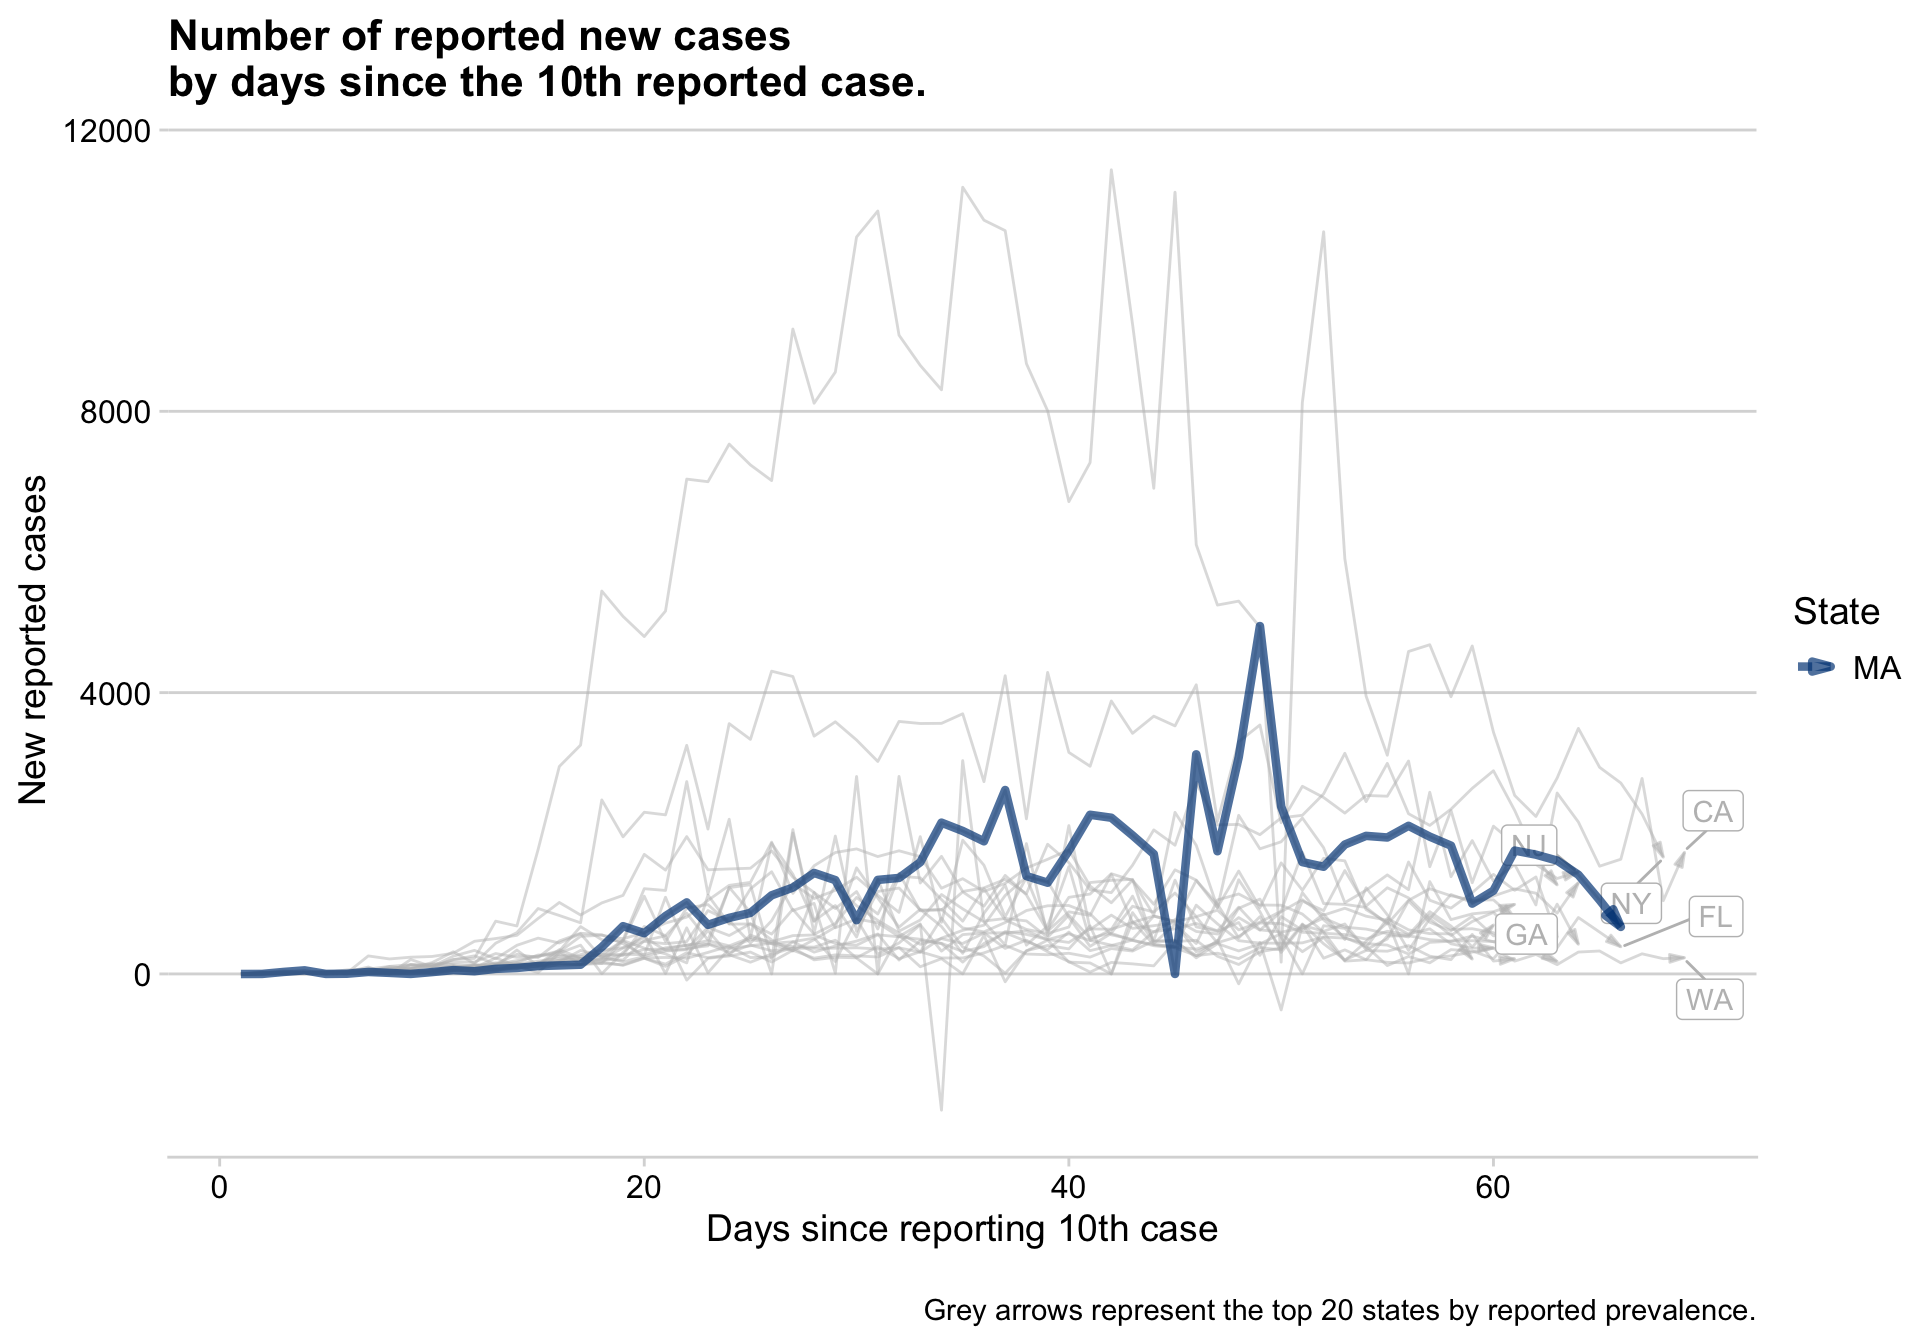 Number of reported new cases
by days since the 10th reported case.
12000
8000
4000
0
New reported cases
0
20
40
60
Days since reporting 10th case
CA
NJ
NY
FL
GA
WA
State
MA
Grey arrows represent the top 20 states by reported prevalence.